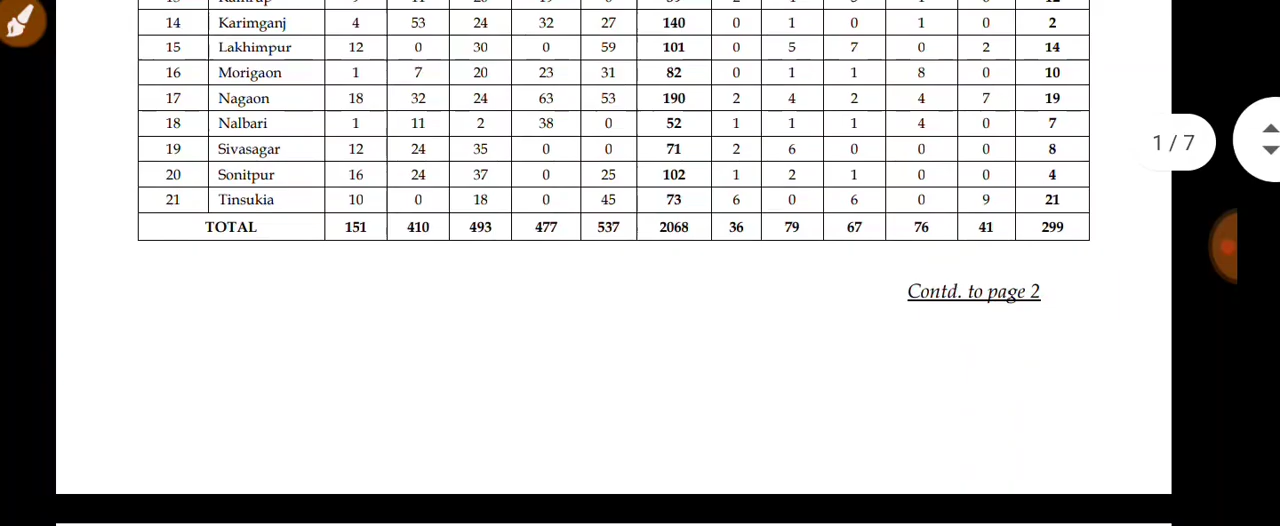 14 Karimganj 4 53 24 32 27 140 0 1 0 1 0 2
15 Lakhimpur 12 0 30 0 59 101 0 5 7 0 2 14
16 Morigaon 1 7 20 23 31 82 0 1 1 8 0 10
17 Nagaon 18 32 24 63 53 190 2 4 2 4 7 19
18 Nalbari 1 11 2 38 0 52 1 1 1 4 0 7
19 Sivasagar 12 24 35 0 0 71 2 6 0 0 0 8
20 Sonitpur 16 24 37 0 25 102 1 2 1 0 0 4
21 Tinsukia 10 0 18 0 45 73 6 0 6 0 9 21
TOTAL 151 410 493 477 537 2068 36 79 67 76 41 299
Contd. to page 2
1 / 7